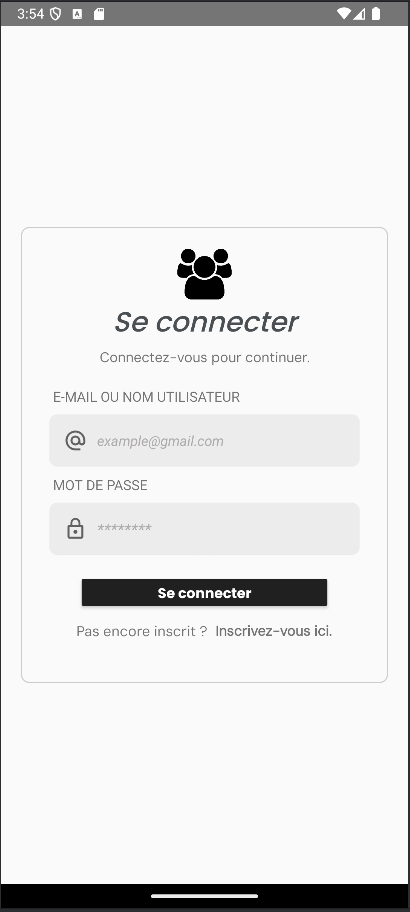 3:54
Se connecter
Connectez-vous pour continuer.
E-MAIL OU NOM UTILISATEUR
example@gmail.com
MOT DE PASSE
********
Se connecter
Pas encore inscrit ? Inscrivez-vous ici.